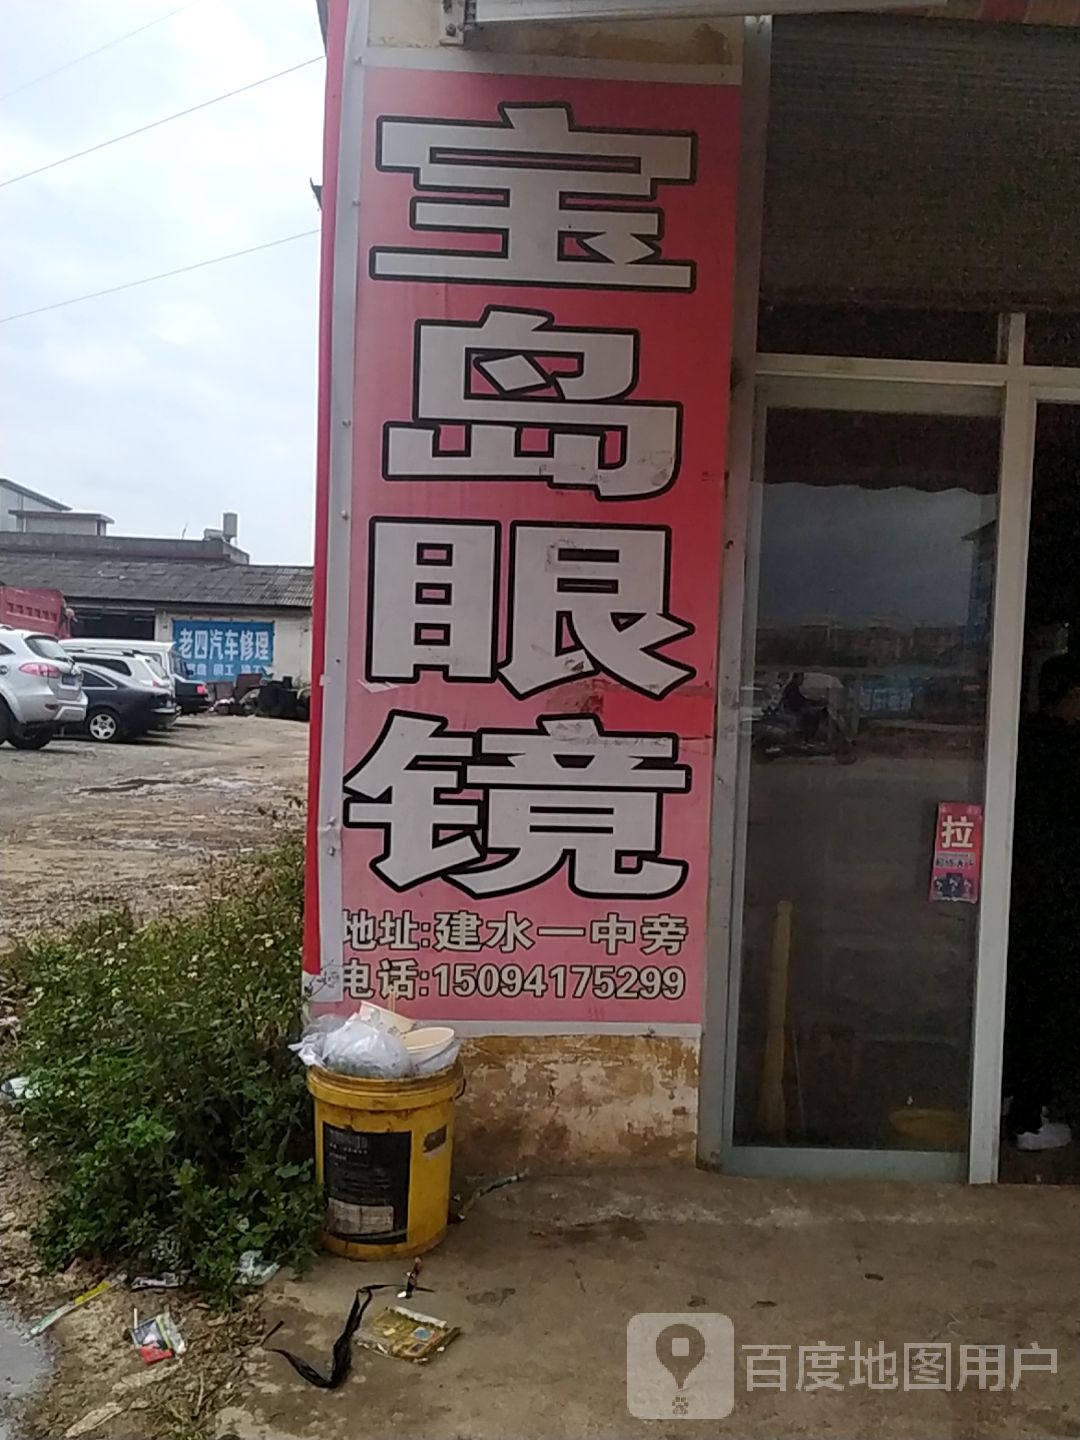 宝岛眼镜
地址:建水一中旁
电话:15094175299
老四汽车修理
拉
百度地图用户